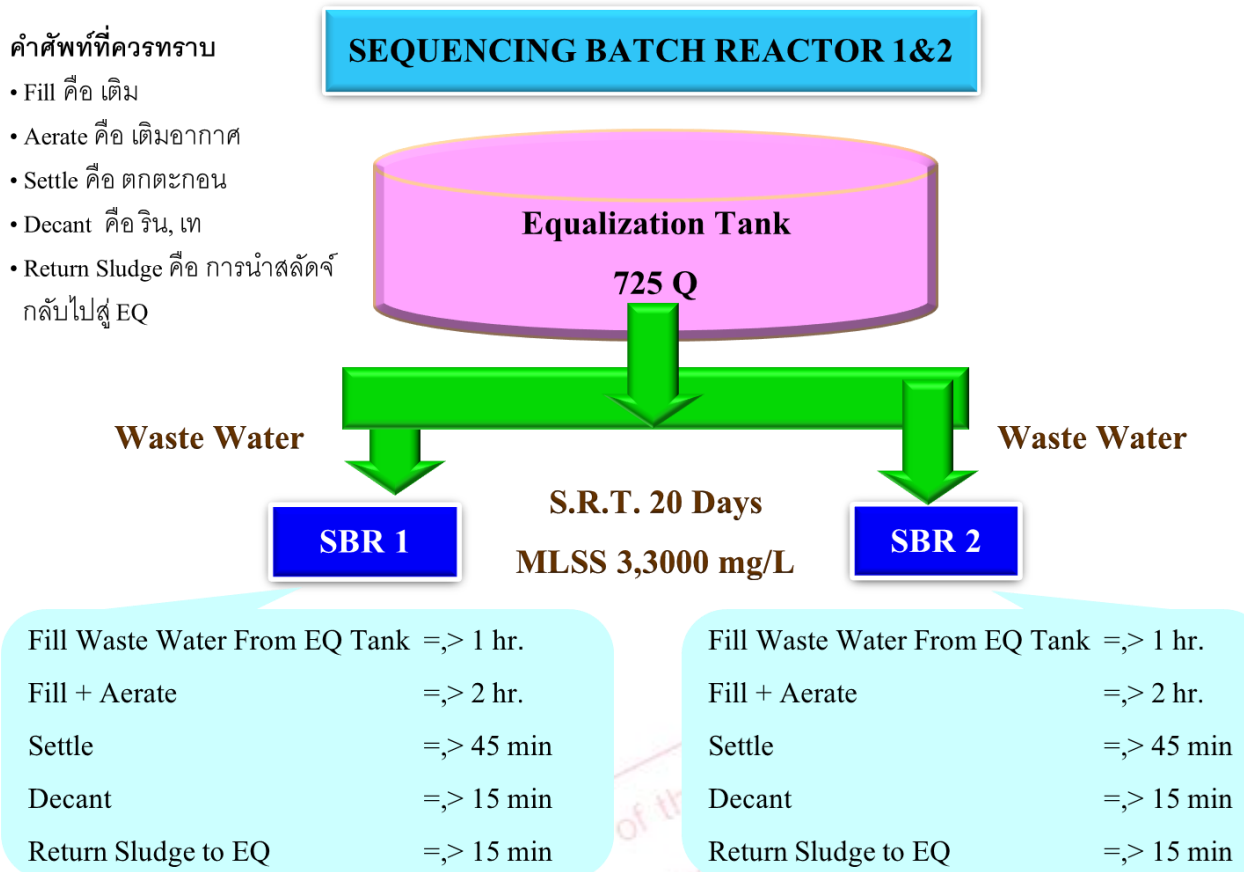 คำศัพท์ที่ควรทราบ
• Fill คือ เติม
• Aerate คือ เติมอากาศ
• Settle คือ ตกตะกอน
• Decant คือ ริน, เท
• Return Sludge คือ การนำสลัดจ์
กลับไปสู่ EQ
SEQUENCING BATCH REACTOR 1&2
Equalization Tank
725 Q
Waste Water
Waste Water
S.R.T. 20 Days
MLSS 3,3000 mg/L
SBR 1
SBR 2
Fill Waste Water From EQ Tank =,> 1 hr.
Fill + Aerate =,> 2 hr.
Settle =,> 45 min
Decant =,> 15 min
Return Sludge to EQ =,> 15 min
Fill Waste Water From EQ Tank =,> 1 hr.
Fill + Aerate =,> 2 hr.
Settle =,> 45 min
Decant =,> 15 min
Return Sludge to EQ =,> 15 min
of